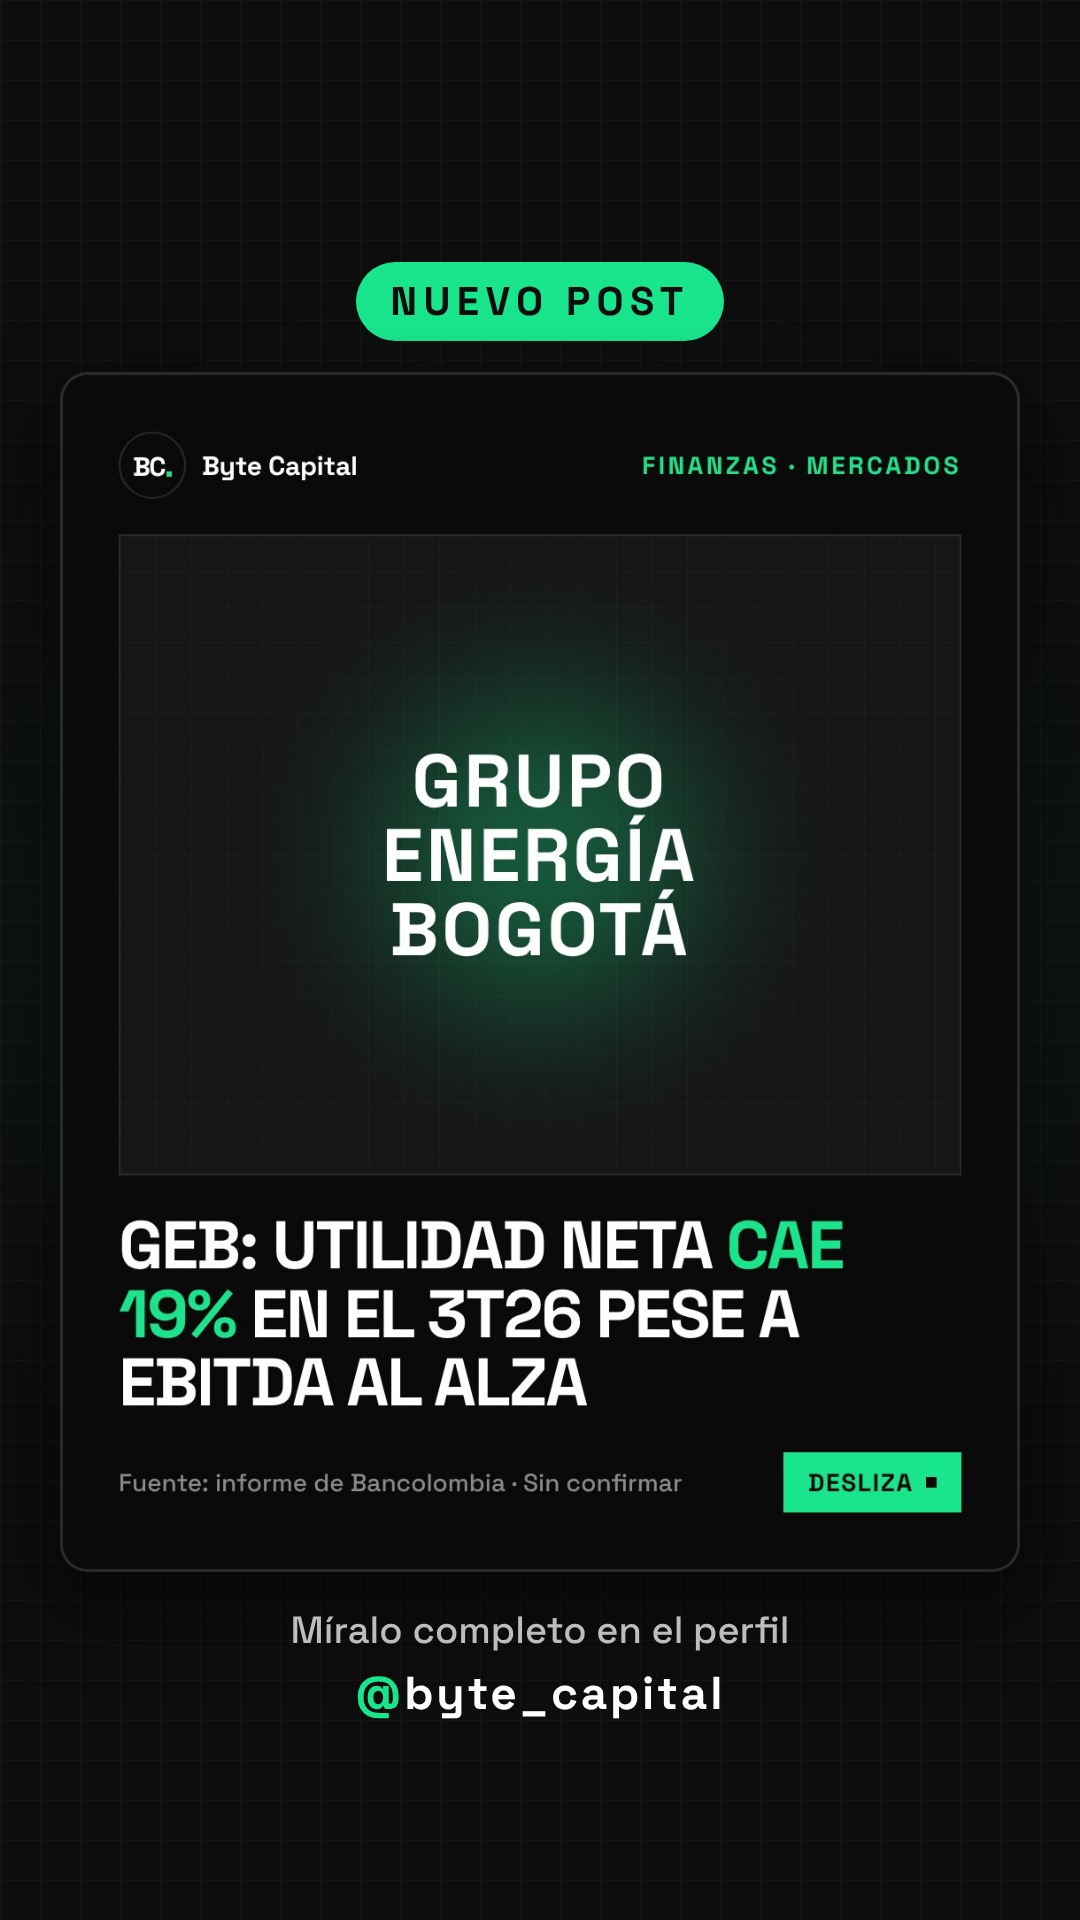 NUEVO POST
BC. Byte Capital
FINANZAS · MERCADOS
GRUPO
ENERGÍA
BOGOTÁ
GEB: UTILIDAD NETA CAE
19% EN EL 3T26 PESE A
EBITDA AL ALZA
Fuente: informe de Bancolombia · Sin confirmar
DESLIZA
Míralo completo en el perfil
@byte_capital